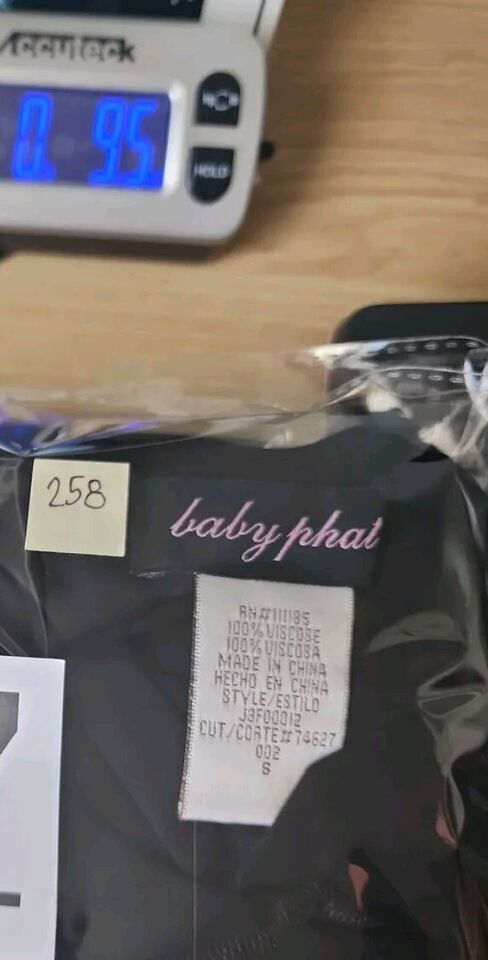 Accuteck
0. 95
HOLD
258
baby phat
RN#111185
100% VISCOSE
100% VISCOSA
MADE IN CHINA
HECHO EN CHINA
STYLE/ESTILO
J3F00012
CUT/CORTE# 74627
002
S